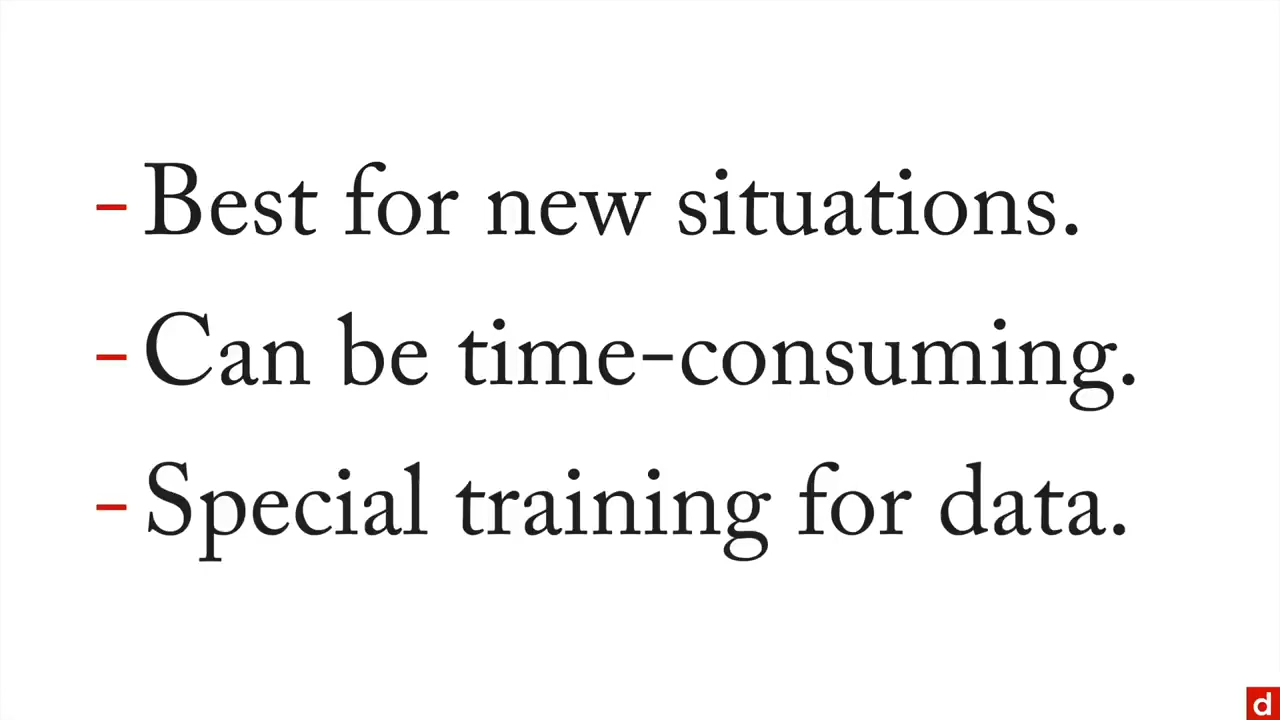 - Best for new situations.
- Can be time-consuming.
- Special training for data.
d